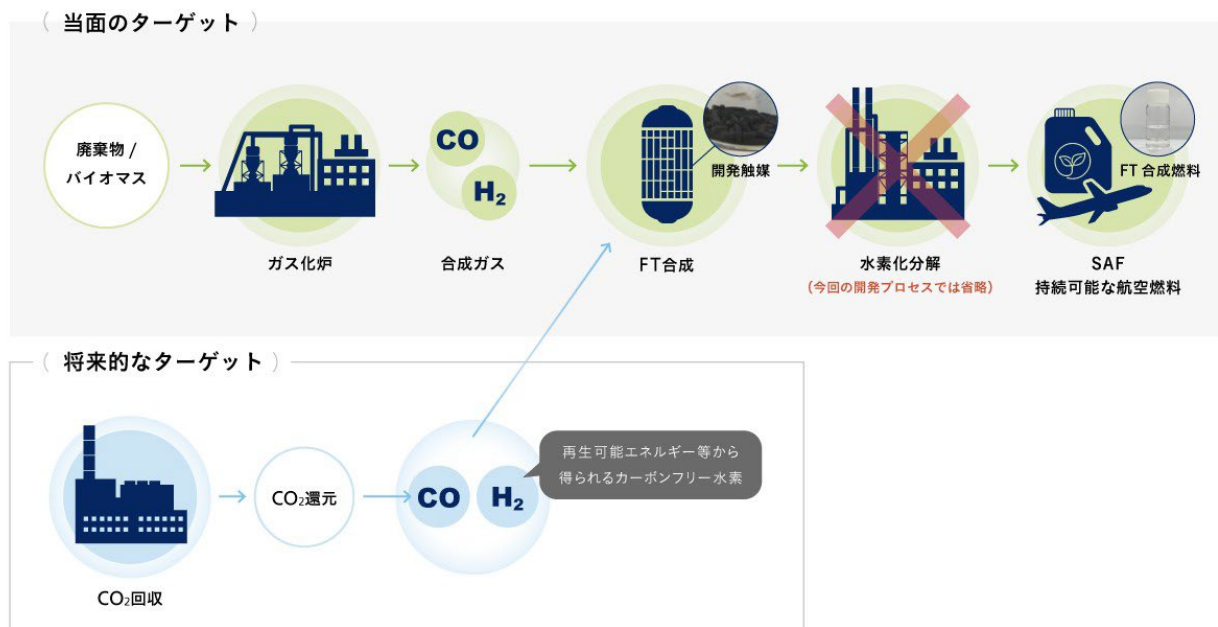 ( 当面のターゲット )
廃棄物 /
バイオマス
CO
H₂
開発触媒
FT 合成燃料
ガス化炉
合成ガス
FT合成
水素化分解
(今回の開発プロセスでは省略)
SAF
持続可能な航空燃料
( 将来的なターゲット )
再生可能エネルギー等から
得られるカーボンフリー水素
CO₂還元
CO
H₂
CO₂回収